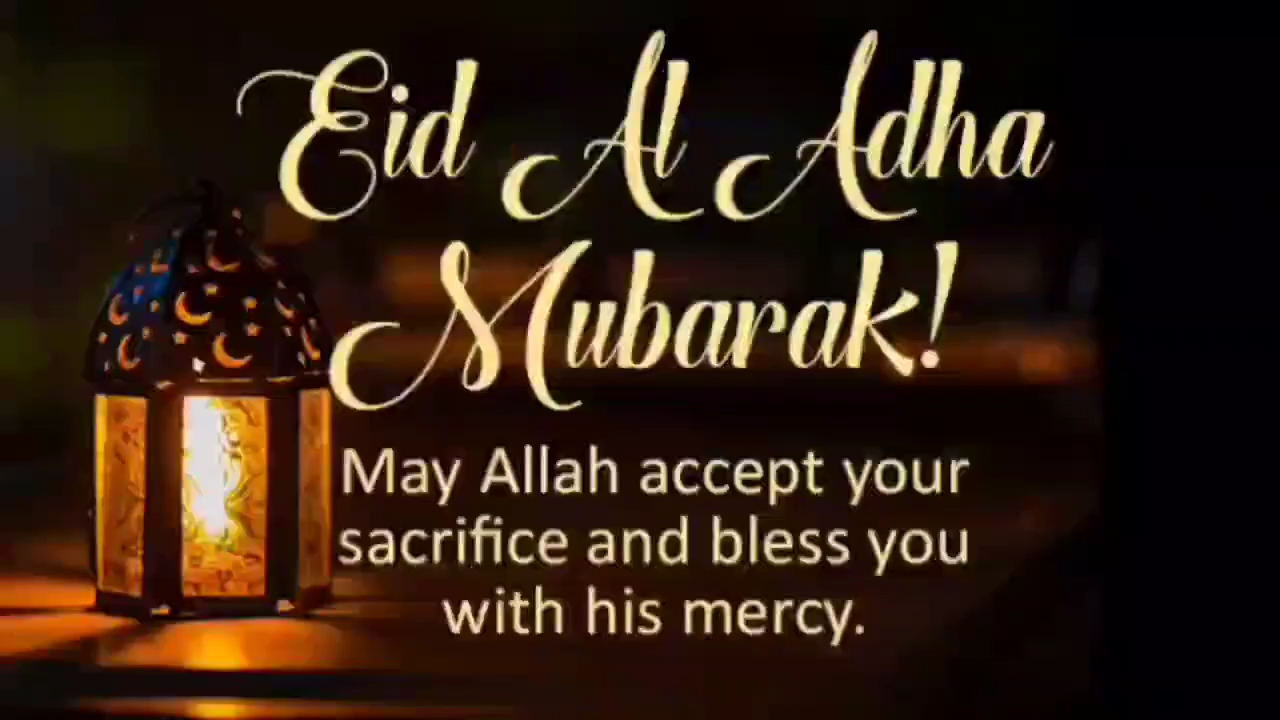 Eid Al Adha
Mubarak!
May Allah accept your
sacrifice and bless you
with his mercy.